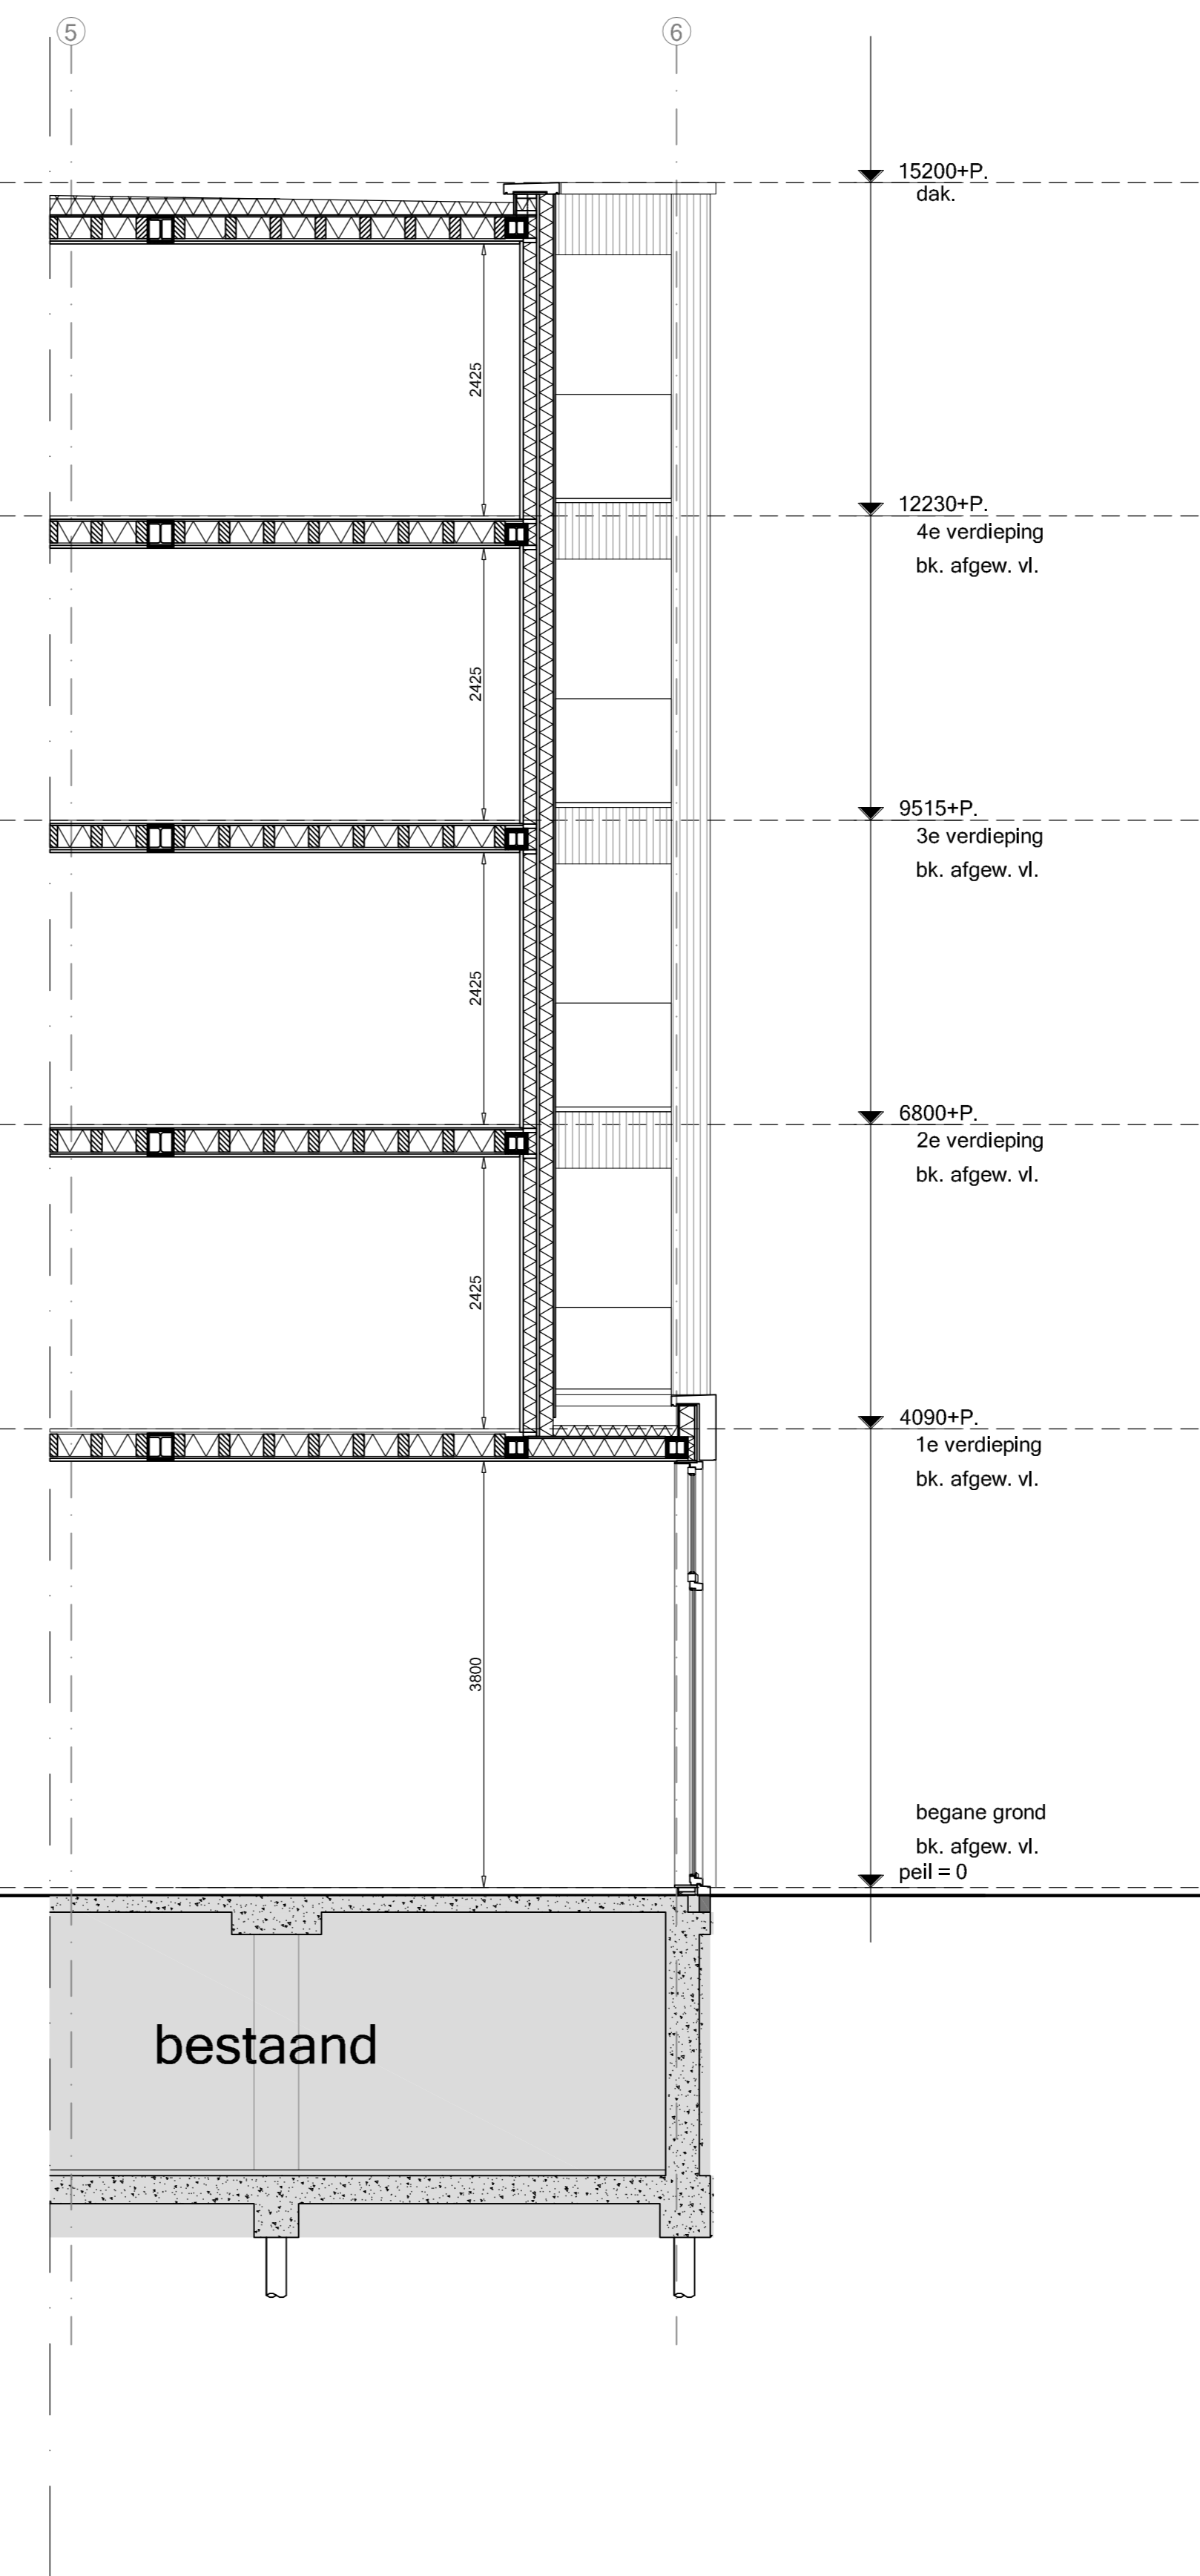 5
6
15200+P.
dak.
2425
12230+P.
4e verdieping
bk. afgew. vl.
2425
9515+P.
3e verdieping
bk. afgew. vl.
2425
6800+P.
2e verdieping
bk. afgew. vl.
2425
4090+P.
1e verdieping
bk. afgew. vl.
3800
begane grond
bk. afgew. vl.
peil = 0
bestaand